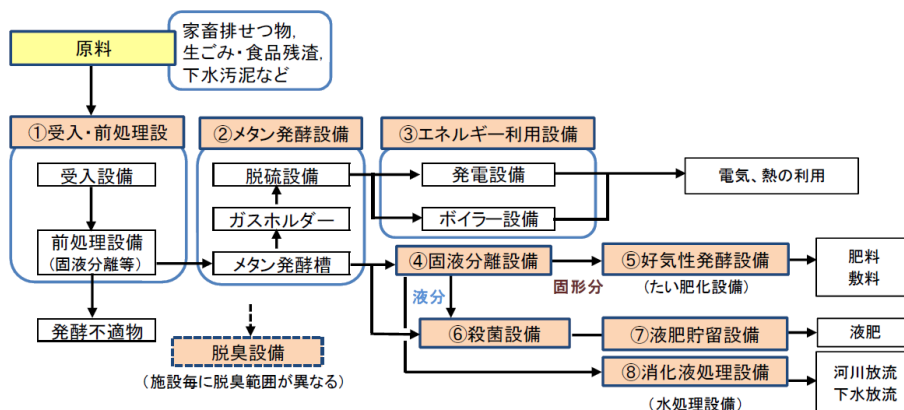 原料
家畜排せつ物,
生ごみ・食品残渣,
下水汚泥など
①受入・前処理設
②メタン発酵設備
③エネルギー利用設備
受入設備
脱硫設備
発電設備
電気、熱の利用
ガスホルダー
ボイラー設備
前処理設備
(固液分離等)
メタン発酵槽
④固液分離設備
⑤好気性発酵設備
(たい肥化設備)
肥料
敷料
固形分
液分
発酵不適物
⑥殺菌設備
⑦液肥貯留設備
液肥
脱臭設備
(施設毎に脱臭範囲が異なる)
⑧消化液処理設備
(水処理設備)
河川放流
下水放流